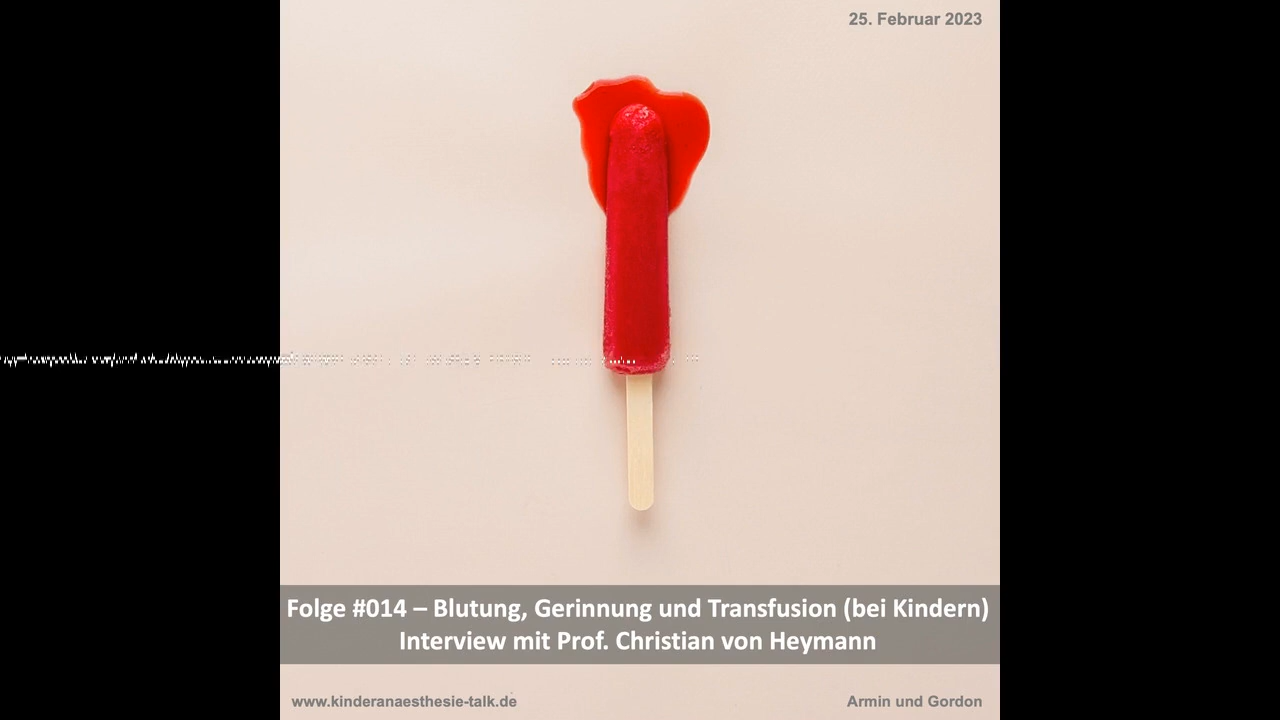 25. Februar 2023
Folge #014 – Blutung, Gerinnung und Transfusion (bei Kindern)
Interview mit Prof. Christian von Heymann
www.kinderanaesthesie-talk.de
Armin und Gordon